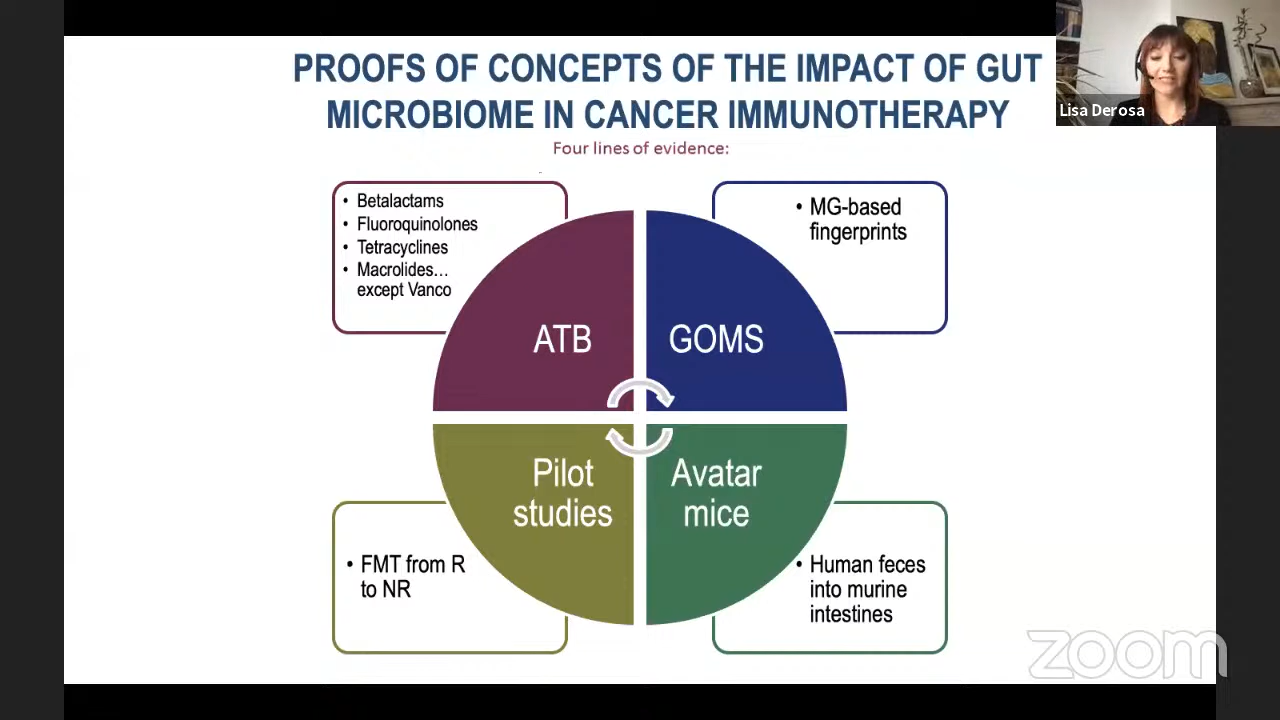 PROOFS OF CONCEPTS OF THE IMPACT OF GUT
MICROBIOME IN CANCER IMMUNOTHERAPY
Lisa Derosa
Four lines of evidence:
• Betalactams
• Fluoroquinolones
• Tetracyclines
• Macrolides...
except Vanco
• MG-based
fingerprints
ATB
GOMS
Pilot
studies
Avatar
mice
• FMT from R
to NR
• Human feces
into murine
intestines
zoom